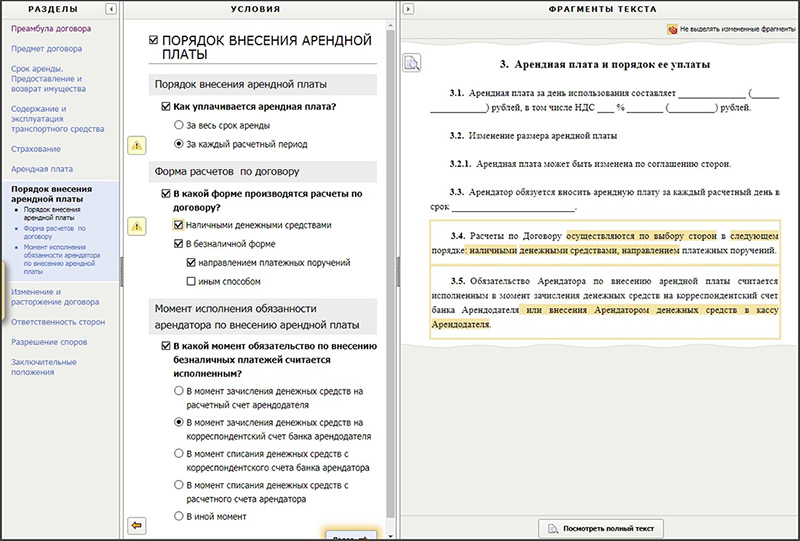 РАЗДЕЛЫ
Преамбула договора
Предмет договора
Срок аренды.
Предоставление и
возврат имущества
Содержание и
эксплуатация
транспортного средства
Страхование
Арендная плата
Порядок внесения
арендной платы
Порядок внесения
арендной платы
Форма расчетов по
договору
Момент исполнения
обязанности арендатора
по внесению арендной
платы
Изменение и
расторжение договора
Ответственность сторон
Разрешение споров
Заключительные
положения
УСЛОВИЯ
ПОРЯДОК ВНЕСЕНИЯ АРЕНДНОЙ
ПЛАТЫ
Порядок внесения арендной платы
Как уплачивается арендная плата?
За весь срок аренды
За каждый расчетный период
Форма расчетов по договору
В какой форме производятся расчеты по
договору?
Наличными денежными средствами
В безналичной форме
направлением платежных поручений
иным способом
Момент исполнения обязанности
арендатора по внесению арендной платы
В какой момент обязательство по внесению
безналичных платежей считается
исполненным?
В момент зачисления денежных средств на
расчетный счет арендодателя
В момент зачисления денежных средств на
корреспондентский счет банка арендодателя
В момент списания денежных средств с
корреспондентского счета банка арендатора
В момент списания денежных средств с
расчетного счета арендатора
В иной момент
ФРАГМЕНТЫ ТЕКСТА
Не выделять измененные фрагменты
3. Арендная плата и порядок ее уплаты
3.1. Арендная плата за день использования составляет _______________ (______
____________) рублей, в том числе НДС ___ % _______ (__________) рублей.
3.2. Изменение размера арендной платы
3.2.1. Арендная плата может быть изменена по соглашению сторон.
3.3. Арендатор обязуется вносить арендную плату за каждый расчетный день в
срок ___________________________.
3.4. Расчеты по Договору осуществляются по выбору сторон в следующем
порядке: наличными денежными средствами, направлением платежных поручений.
3.5. Обязательство Арендатора по внесению арендной платы считается
исполненным в момент зачисления денежных средств на корреспондентский счет
банка Арендодателя или внесения Арендатором денежных средств в кассу
Арендодателя.
Посмотреть полный текст